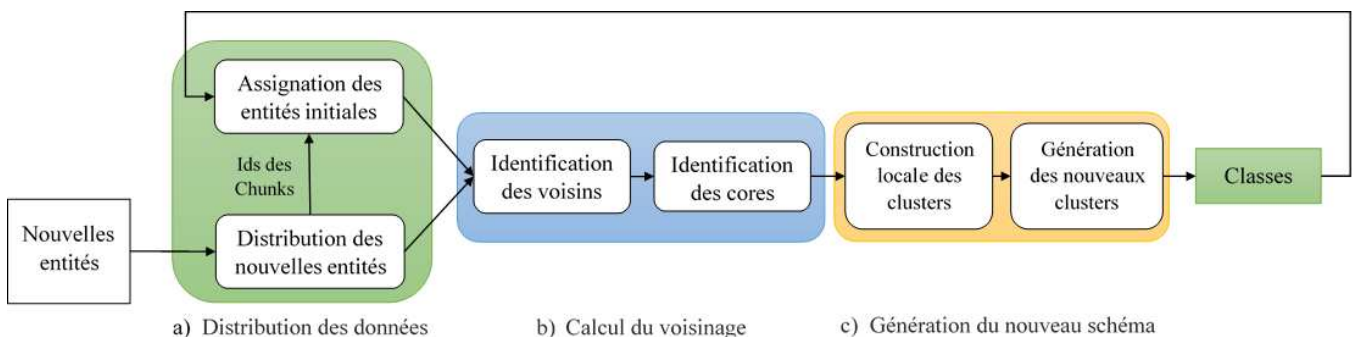 Nouvelles
entités
Assignation des
entités initiales
Ids des
Chunks
Distribution des
nouvelles entités
a) Distribution des données
Identification
des voisins
Identification
des cores
b) Calcul du voisinage
Construction
locale des
clusters
Génération
des nouveaux
clusters
c) Génération du nouveau schéma
Classes